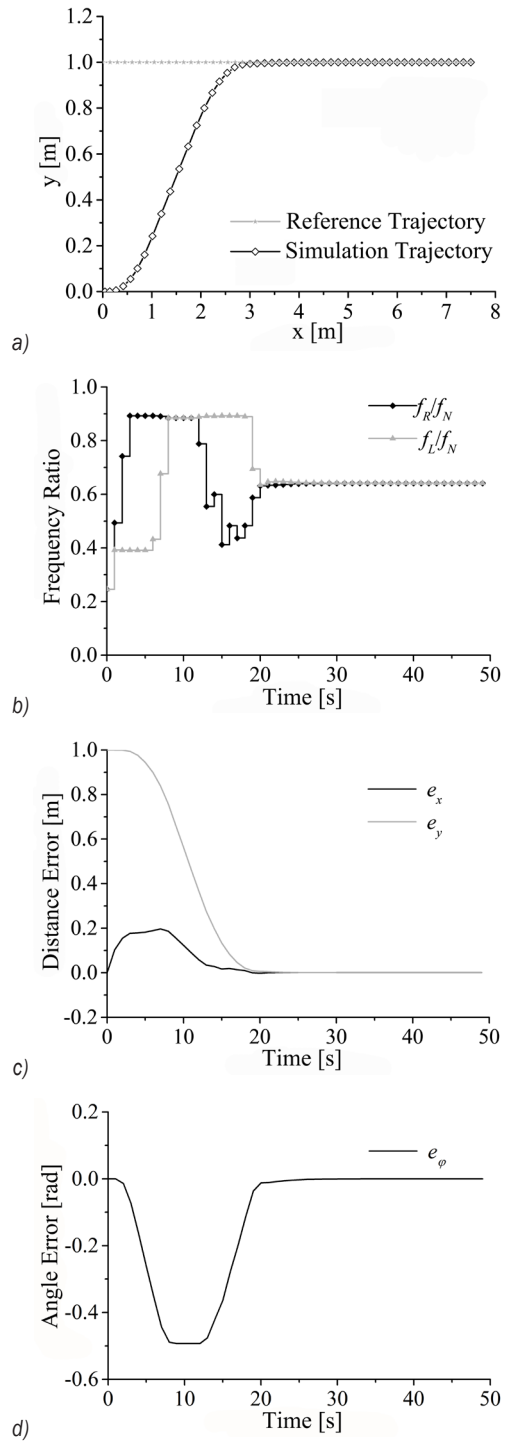 1.2
1.0
0.8
0.6
0.4
0.2
0.0
y [m]
Reference Trajectory
Simulation Trajectory
0 1 2 3 4 5 6 7 8
x [m]
a)
1.0
0.8
0.6
0.4
0.2
0.0
Frequency Ratio
f_R/f_N
f_L/f_N
0 10 20 30 40 50
Time [s]
b)
1.0
0.8
0.6
0.4
0.2
0.0
-0.2
Distance Error [m]
e_x
e_y
0 10 20 30 40 50
Time [s]
c)
0.2
0.0
-0.2
-0.4
-0.6
Angle Error [rad]
e_φ
0 10 20 30 40 50
Time [s]
d)